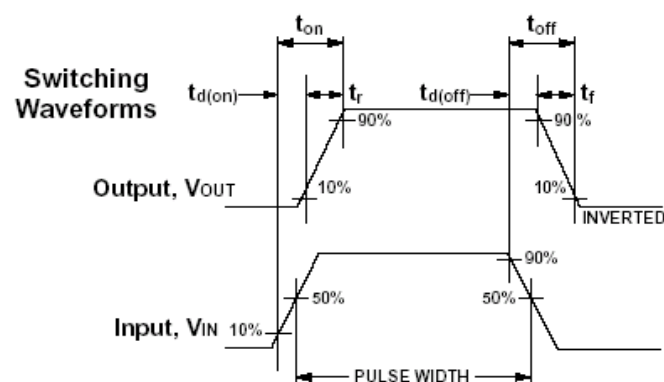 ton
toff
Switching
Waveforms
td(on)
tr
td(off)
tf
90%
90%
Output, VOUT
10%
10%
INVERTED
90%
50%
50%
Input, VIN
10%
PULSE WIDTH